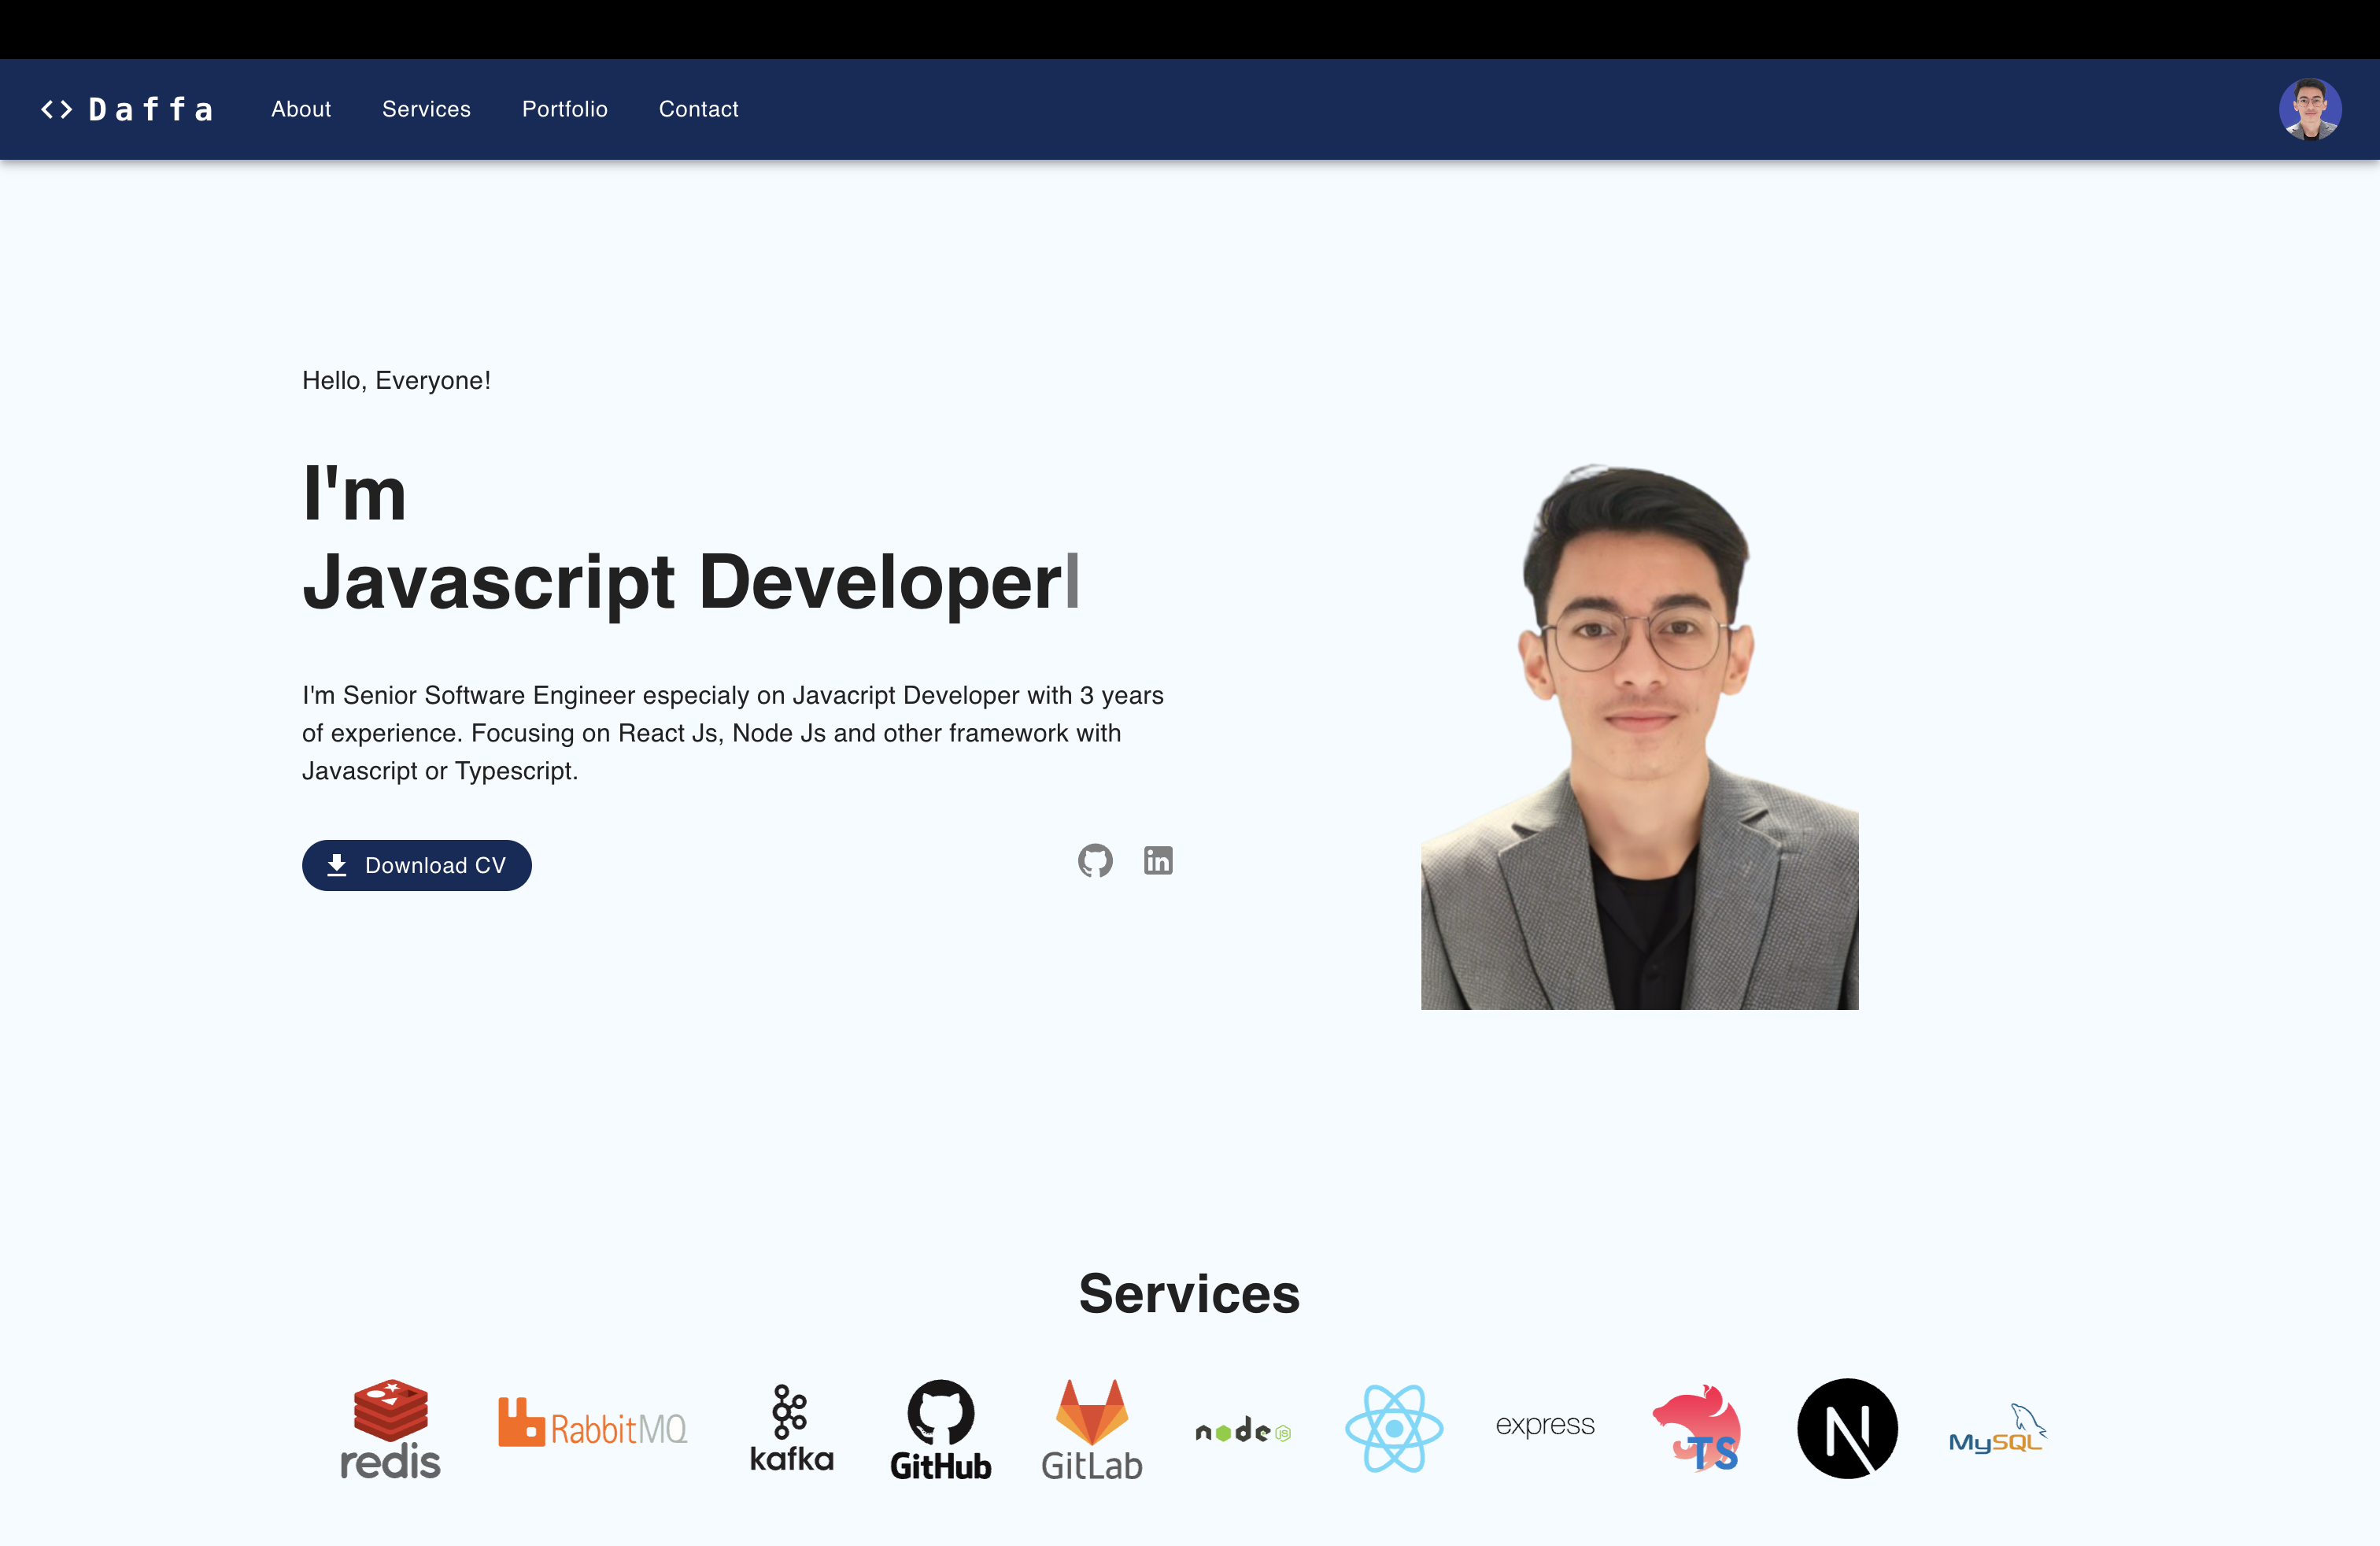 <> Daffa About Services Portfolio Contact
Hello, Everyone!
I'm
Javascript Developer|
I'm Senior Software Engineer especialy on Javacript Developer with 3 years
of experience. Focusing on React Js, Node Js and other framework with
Javascript or Typescript.
Download CV
in
Services
redis RabbitMQ kafka GitHub GitLab node JS express TS N MySQL